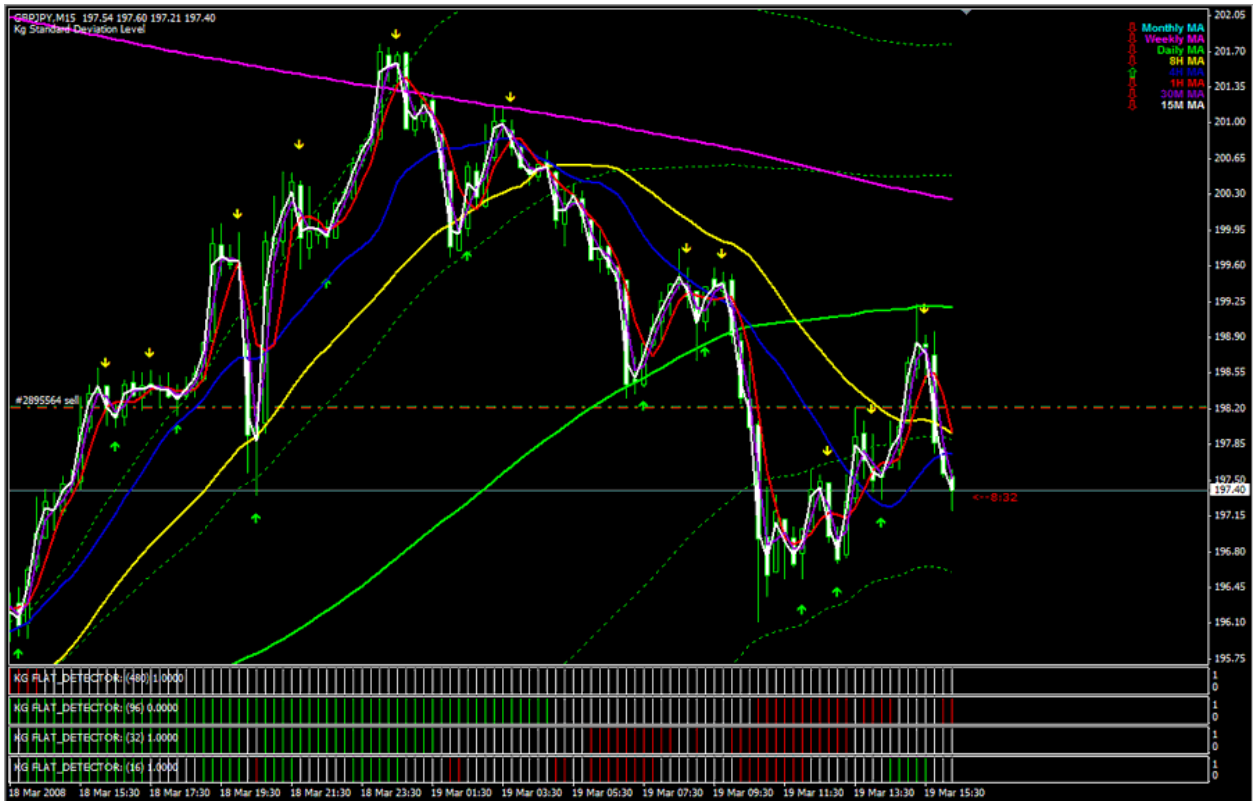 GBPJPY,M15 197.54 197.60 197.21 197.40
Kg Standard Deviation Level
Monthly MA
Weekly MA
Daily MA
8H MA
4H MA
1H MA
30M MA
15M MA
202.05
201.70
201.35
201.00
200.65
200.30
199.95
199.60
199.25
198.90
198.55
#2895564 sell
198.20
197.85
197.50
197.40
<--8:32
197.15
196.80
196.45
196.10
195.75
KG FLAT_DETECTOR: (480) 1.0000
1
0
KG FLAT_DETECTOR: (96) 0.0000
1
0
KG FLAT_DETECTOR: (32) 1.0000
1
0
KG FLAT_DETECTOR: (16) 1.0000
1
0
18 Mar 2008 18 Mar 15:30 18 Mar 17:30 18 Mar 19:30 18 Mar 21:30 18 Mar 23:30 19 Mar 01:30 19 Mar 03:30 19 Mar 05:30 19 Mar 07:30 19 Mar 09:30 19 Mar 11:30 19 Mar 13:30 19 Mar 15:30